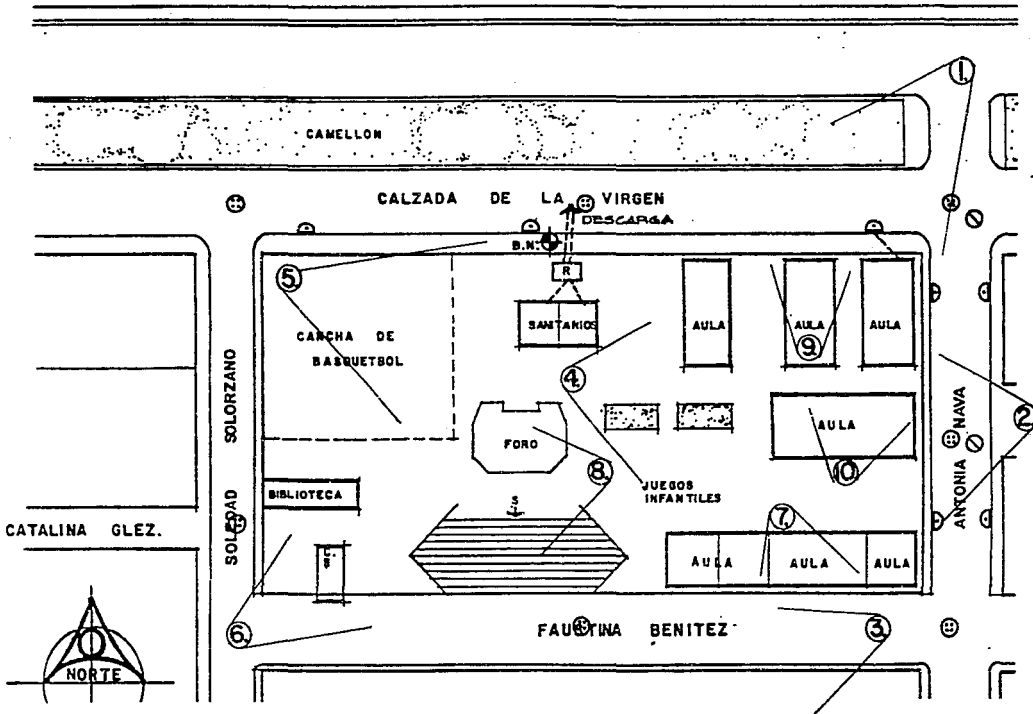 1.
CAMELLON
CALZADA DE LA VIRGEN
DESCARGA
B.N.
5.
R
SANITARIOS
AULA
AULA
AULA
9.
CANCHA DE
BASQUETBOL
4.
SOLEDAD SOLORZANO
ANTONIA NAVA
2.
FORO
AULA
8.
10.
JUEGOS
INFANTILES
BIBLIOTECA
7.
CATALINA GLEZ.
AULA
AULA
AULA
6.
FAUSTINA BENITEZ
3.
NORTE